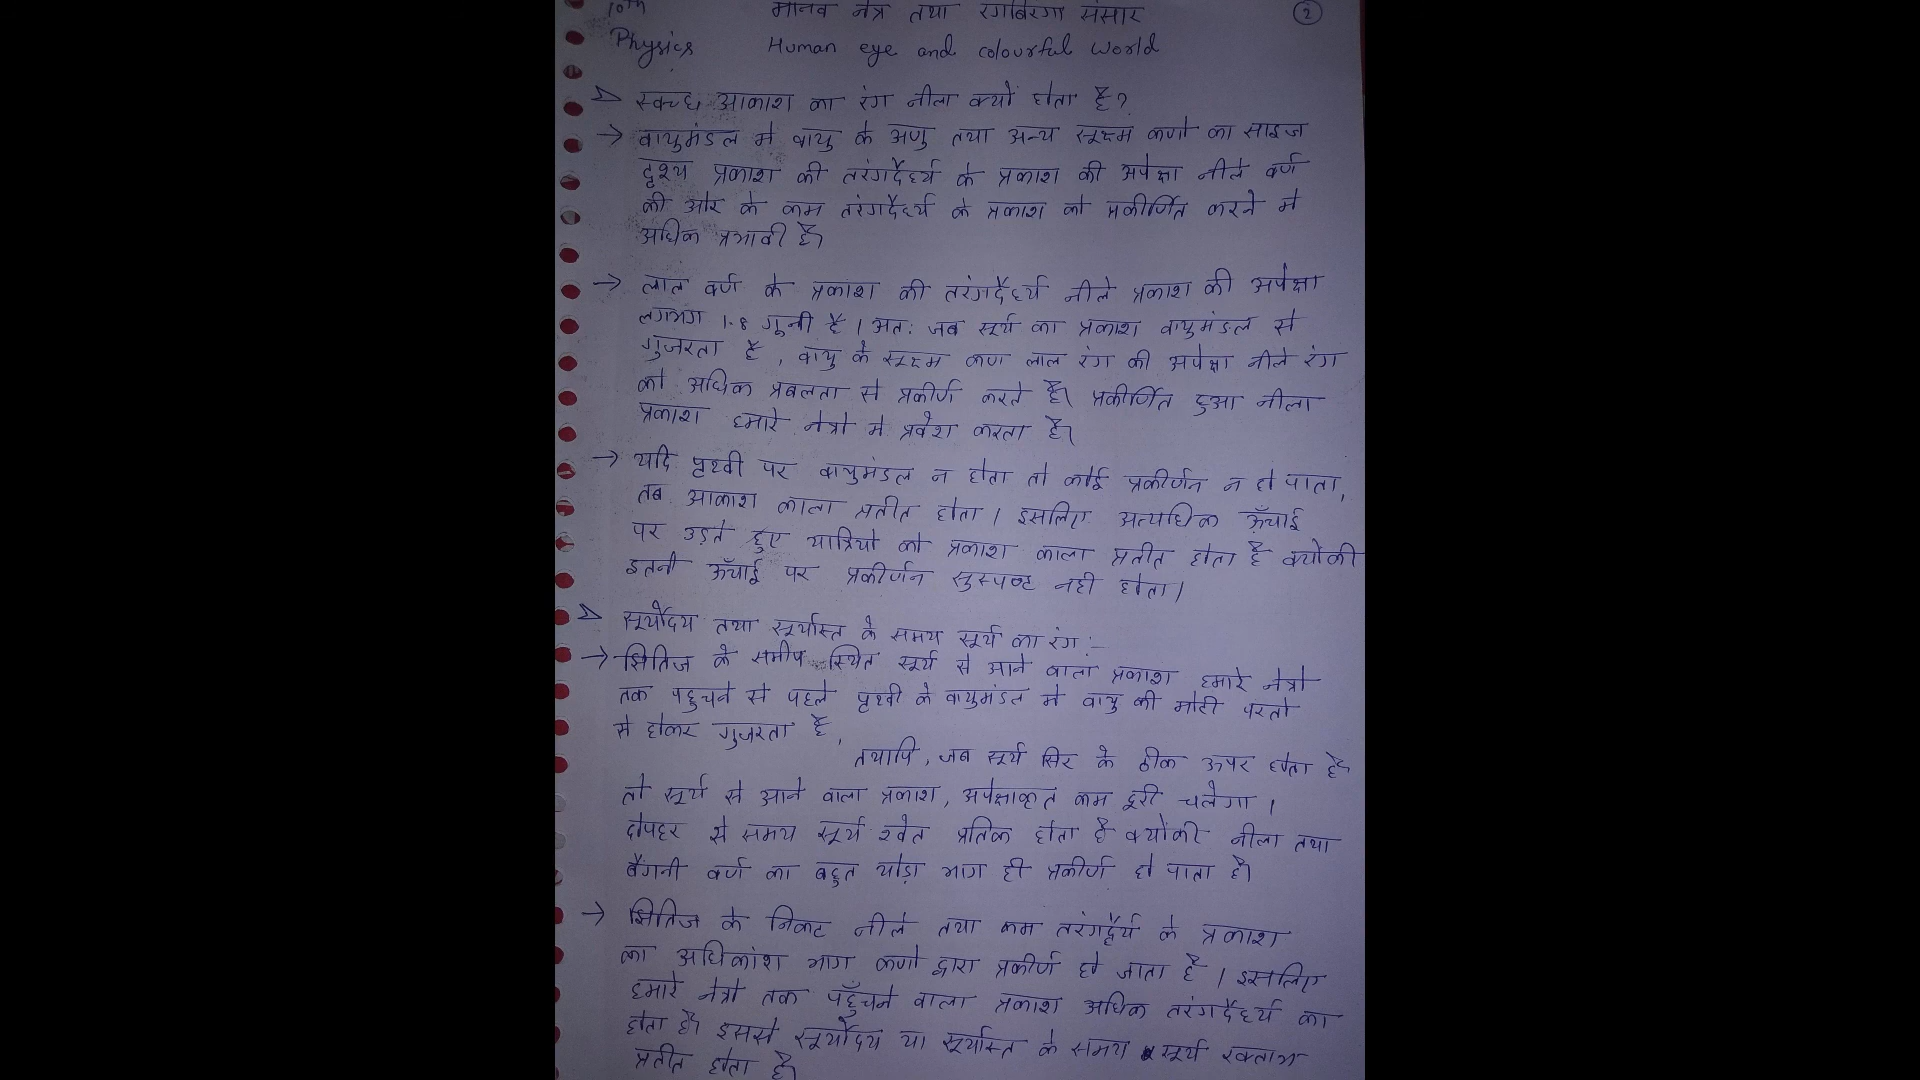 10th मानव नेत्र तथा रंगबिरंगा संसार 2
Physics Human eye and colourful world
स्वच्छ आकाश का रंग नीला क्यों होता है?
→ वायुमंडल मे वायु के अणु तथा अन्य सूक्ष्म कणो का साइज
दृश्य प्रकाश की तरंगदैर्ध्य के प्रकाश की अपेक्षा नीले वर्ण
की ओर के कम तरंगदैर्ध्य के प्रकाश को प्रकीर्णित करने मे
अधिक प्रभावी है।
→ लाल वर्ण के प्रकाश की तरंगदैर्ध्य नीले प्रकाश की अपेक्षा
लगभग 1.8 गुनी है। अतः जब सूर्य का प्रकाश वायुमंडल से
गुजरता है, वायु के सूक्ष्म कण लाल रंग की अपेक्षा नीले रंग
को अधिक प्रबलता से प्रकीर्ण करते है। प्रकीर्णित हुआ नीला
प्रकाश हमारे नेत्रो मे प्रवेश करता है।
→ यदि पृथ्वी पर वायुमंडल न होता तो कोई प्रकीर्णन न हो पाता,
तब आकाश काला प्रतीत होता। इसलिए अत्यधिक ऊँचाई
पर उड़ते हुए यात्रियो को प्रकाश काला प्रतीत होता है क्योकी
इतनी ऊँचाई पर प्रकीर्णन सुस्पष्ट नही होता।
सूर्योदय तथा सूर्यास्त के समय सूर्य का रंग :-
→ क्षितिज के समीप स्थित सूर्य से आने वाला प्रकाश हमारे नेत्रो
तक पहुचने से पहले पृथ्वी के वायुमंडल मे वायु की मोटी परतो
से होकर गुजरता है,
तथापि, जब सूर्य सिर के ठीक ऊपर होता है
तो सूर्य से आने वाला प्रकाश, अपेक्षाकृत कम दूरी चलेगा।
दोपहर से समय सूर्य श्वेत प्रतिक होता है क्योंकी नीला तथा
बैंगनी वर्ण का बहुत थोड़ा भाग ही प्रकीर्ण हो पाता है।
→ क्षितिज के निकट नीले तथा कम तरंगद्दैर्य के प्रकाश
का अधिकांश भाग कणो द्वारा प्रकीर्ण हो जाता है। इसलिए
हमारे नेत्रो तक पहुँचने वाला प्रकाश अधिक तरंगदैर्ध्य का
होता है। इससे सूर्योदय या सूर्यास्त के समय सूर्य रक्ताभ
प्रतीत होता है।